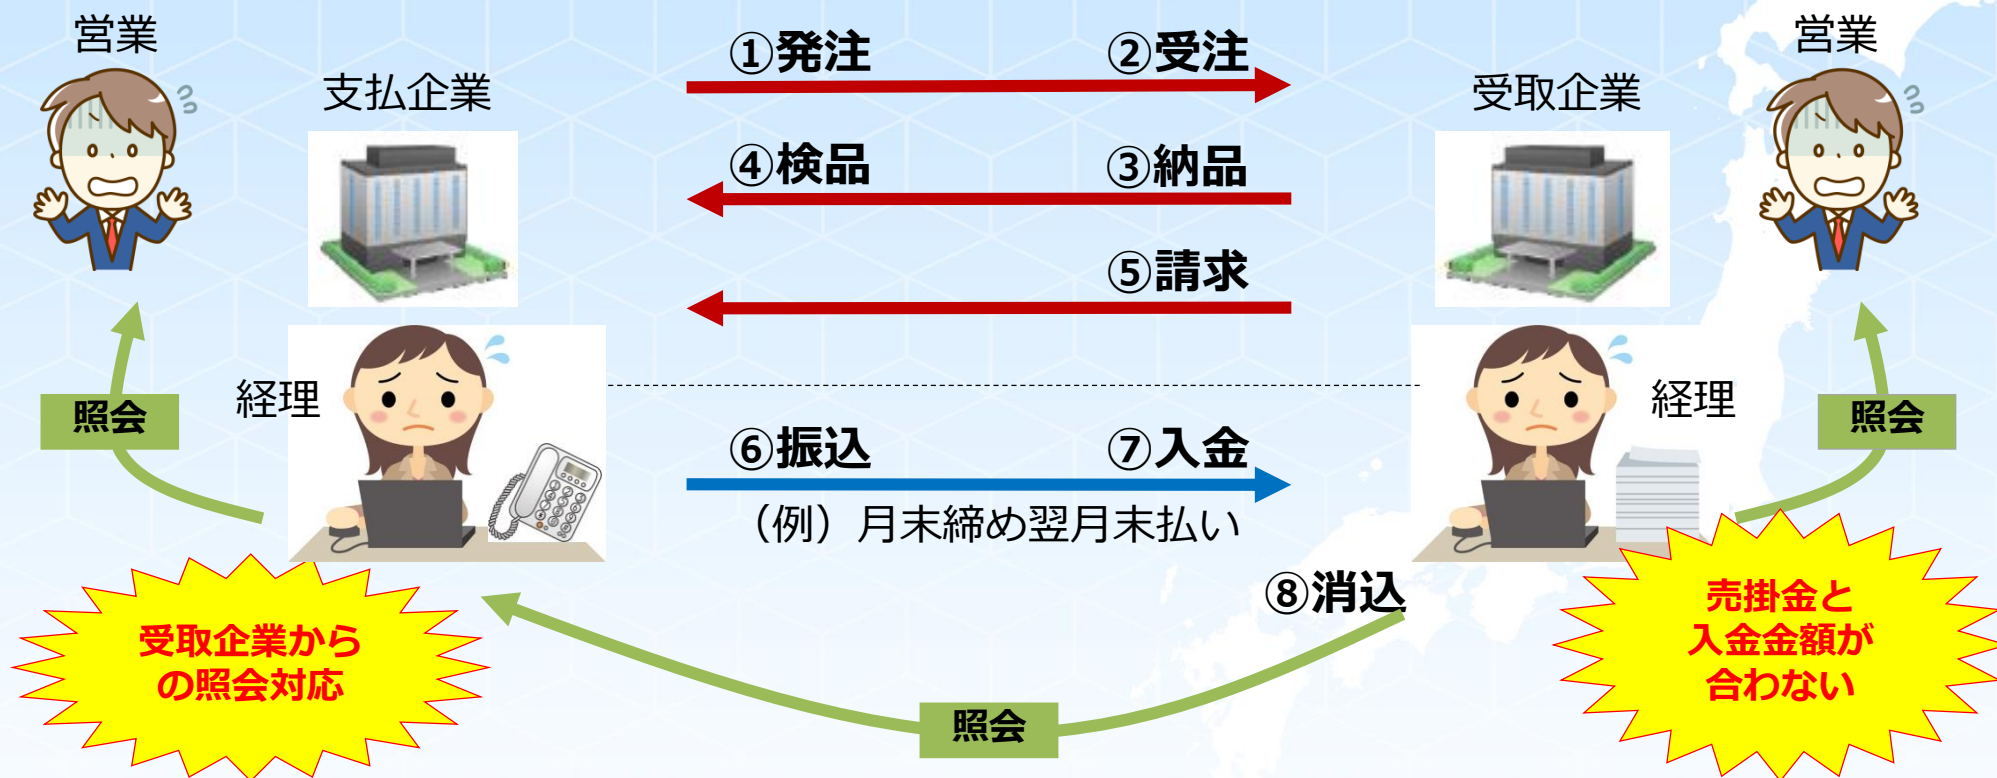 営業
支払企業
①発注
②受注
受取企業
営業
④検品
③納品
⑤請求
経理
照会
⑥振込
⑦入金
（例）月末締め翌月末払い
経理
照会
⑧消込
受取企業から
の照会対応
売掛金と
入金金額が
合わない
照会